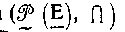 (𝒫 (E), ∩)